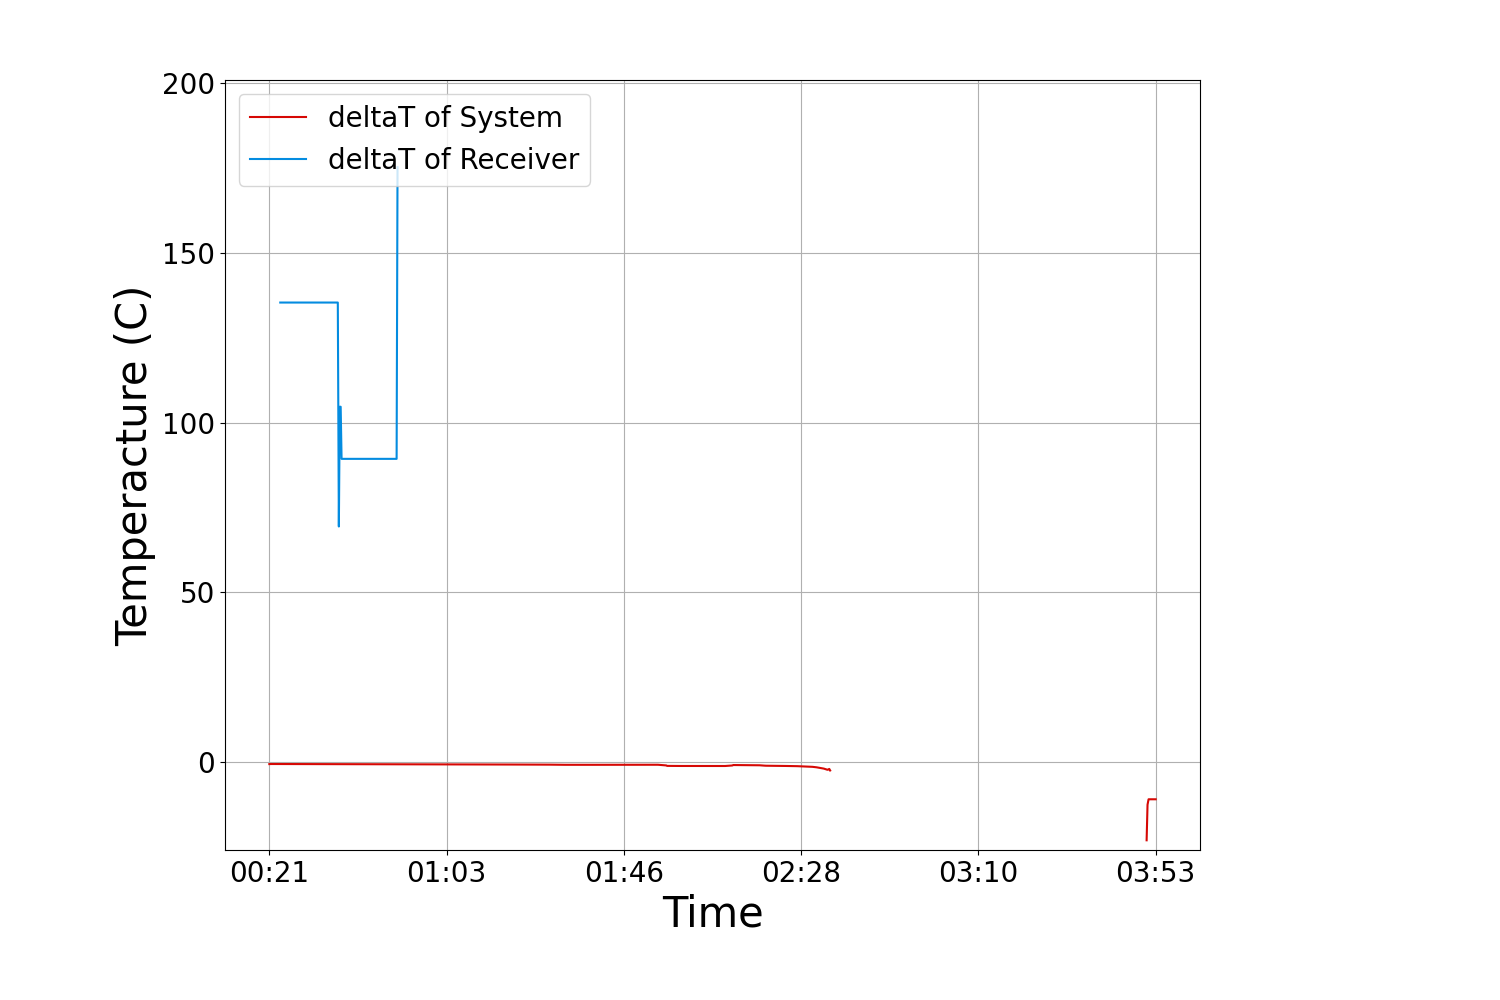 200
deltaT of System
deltaT of Receiver
150
100
50
0
Temperacture (C)
00:21 01:03 01:46 02:28 03:10 03:53
Time